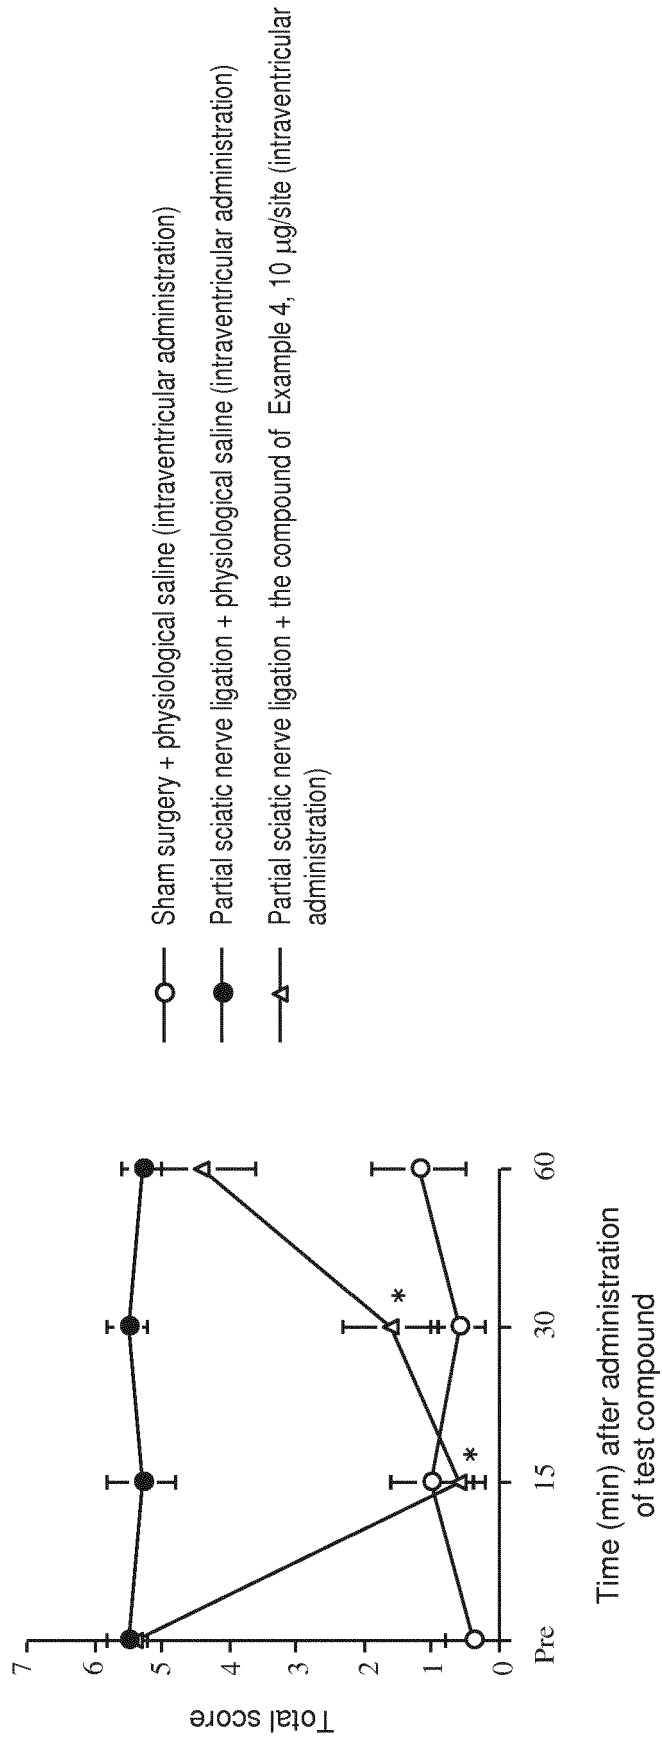 Total score
7
6
5
4
3
2
1
0
Pre
15
30
60
*
*
Time (min) after administration
of test compound
Sham surgery + physiological saline (intraventricular administration)
Partial sciatic nerve ligation + physiological saline (intraventricular administration)
Partial sciatic nerve ligation + the compound of Example 4, 10 µg/site (intraventricular
administration)